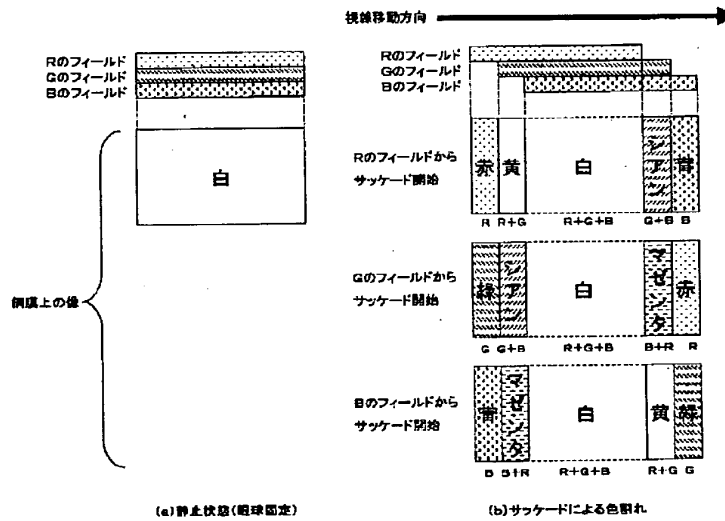 視線移動方向
Rのフィールド
Gのフィールド
Bのフィールド
白
Rのフィールド
Gのフィールド
Bのフィールド
Rのフィールドから
サッケード開始
赤
黄
白
シアン
青
R
R+G
R+G+B
G+B
B
網膜上の像
Gのフィールドから
サッケード開始
緑
シアン
白
マゼンタ
赤
G
G+B
R+G+B
B+R
R
Bのフィールドから
サッケード開始
青
マゼンタ
白
黄
緑
B
B+R
R+G+B
R+G
G
(a)静止状態(眼球固定)
(b)サッケードによる色割れ